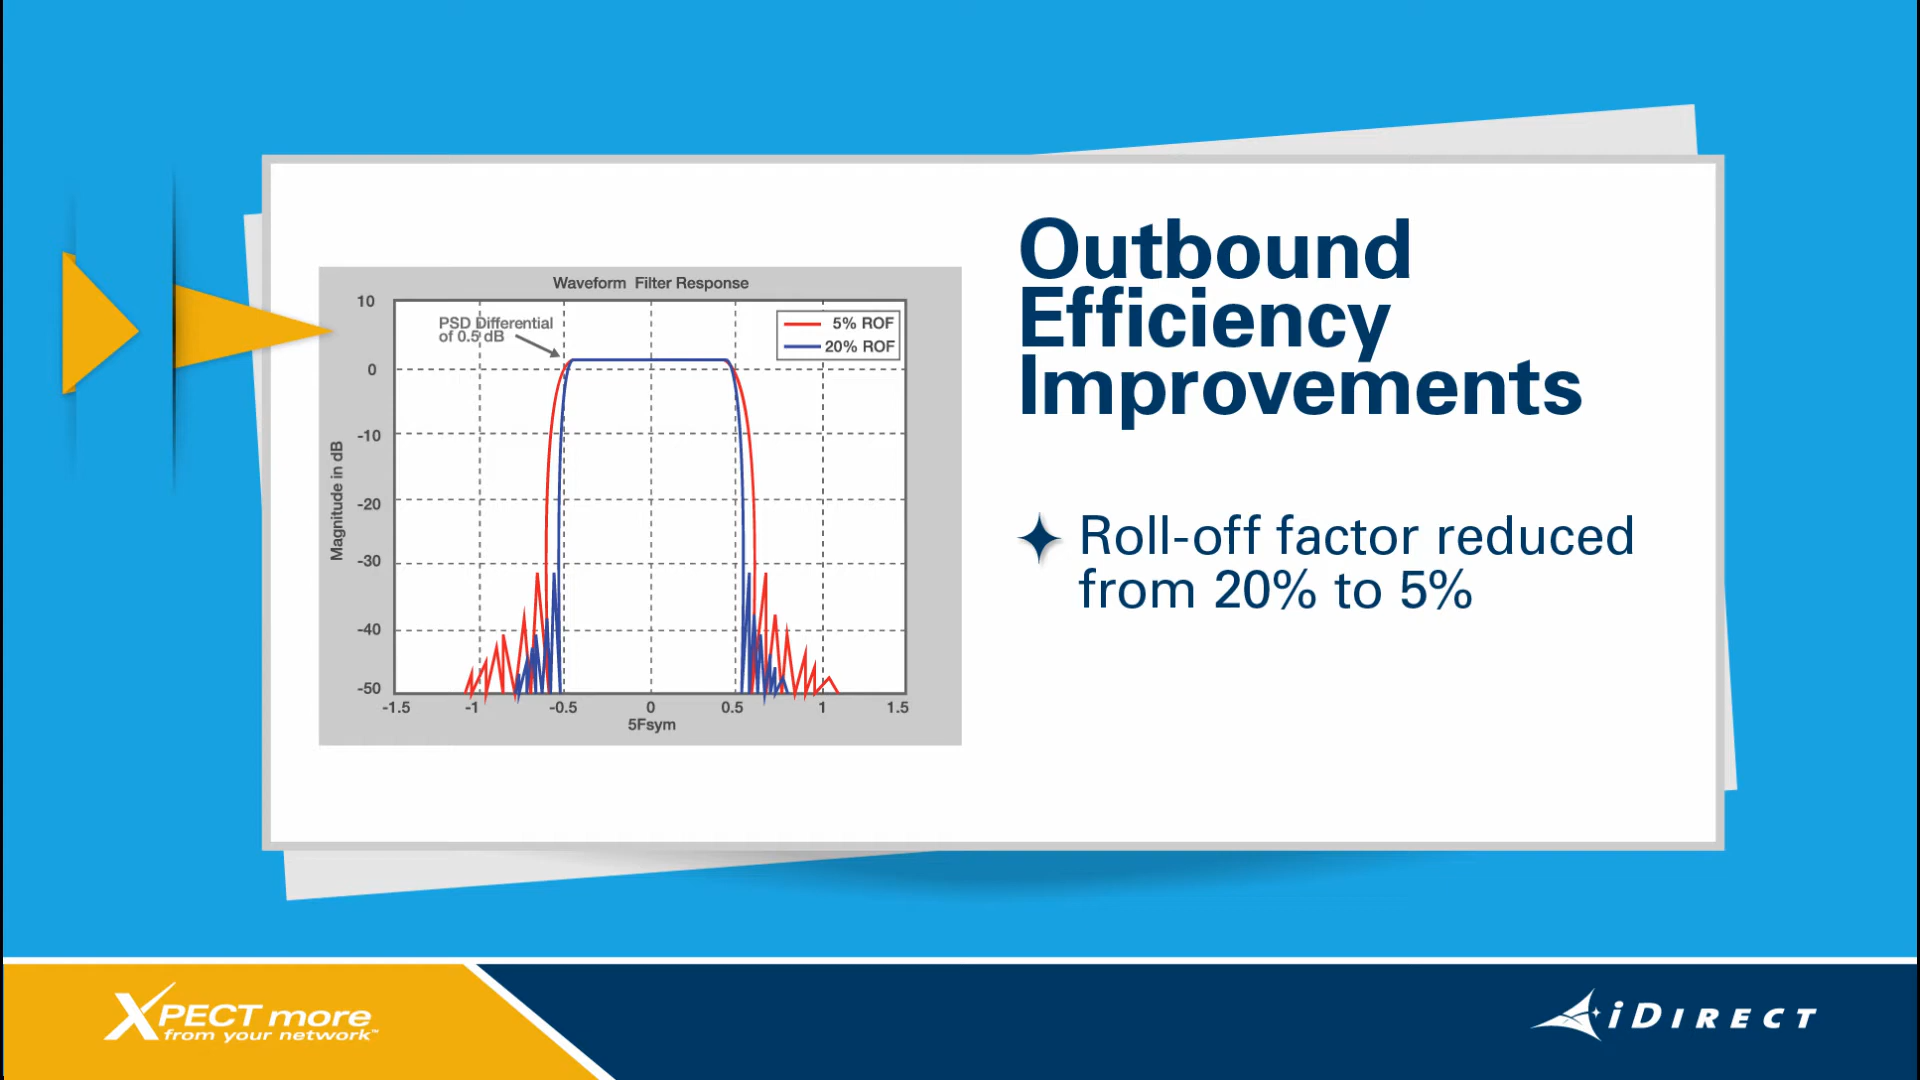 Outbound
Efficiency
Improvements
Roll-off factor reduced
from 20% to 5%
Waveform Filter Response
PSD Differential
of 0.5 dB
5% ROF
20% ROF
Magnitude in dB
10
0
-10
-20
-30
-40
-50
-1.5 -1 -0.5 0 0.5 1 1.5
5Fsym
XPECT more
from your network™
iDIRECT